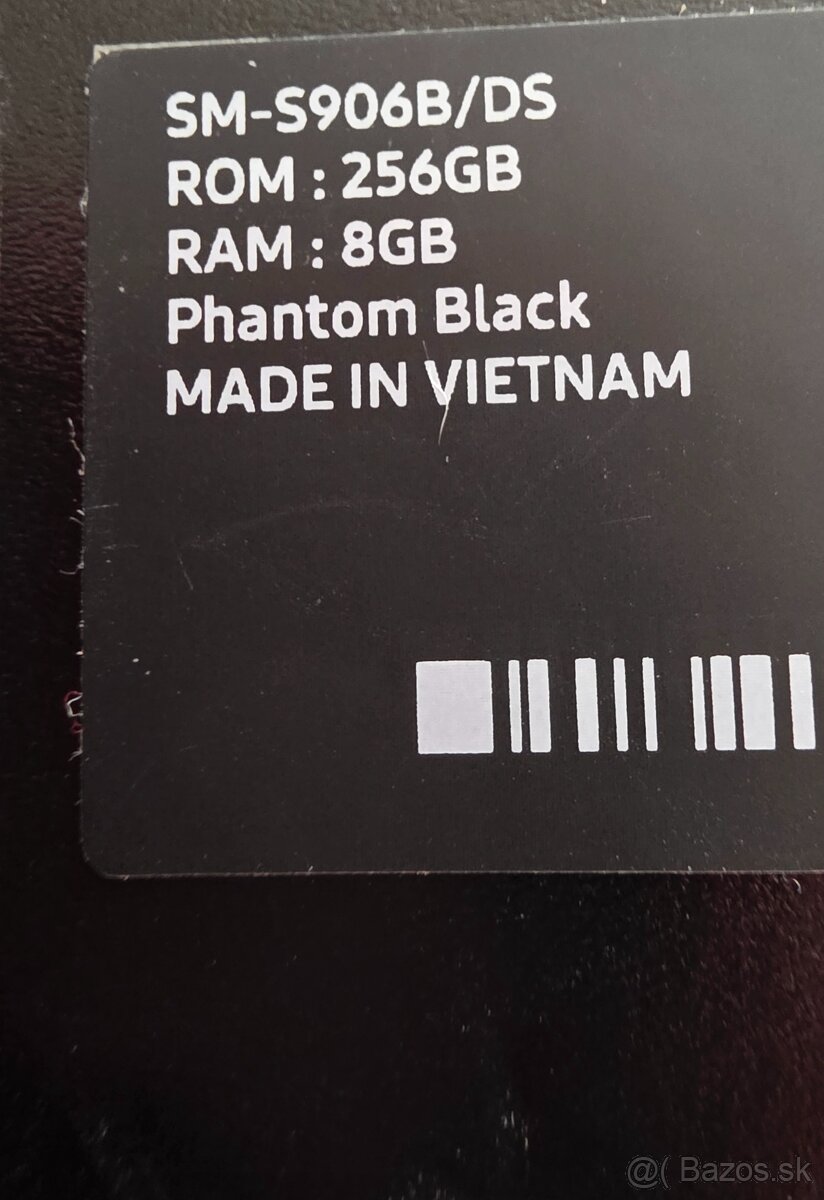 SM-S906B/DS
ROM : 256GB
RAM : 8GB
Phantom Black
MADE IN VIETNAM
@( Bazos.sk